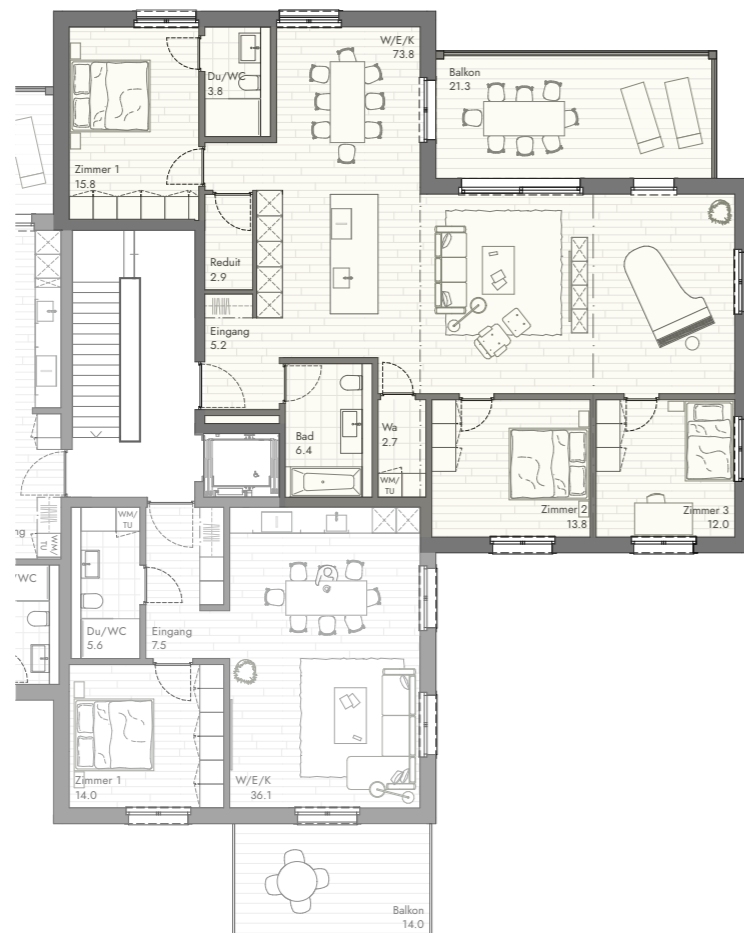 W/E/K
73.8
Du/WC
3.8
Balkon
21.3
Zimmer 1
15.8
Reduit
2.9
Eingang
5.2
Bad
6.4
Wa
2.7
WM/
TU
Zimmer 2
13.8
Zimmer 3
12.0
WM/
TU
WM/
TU
Du/WC
5.6
Eingang
7.5
Zimmer 1
14.0
W/E/K
36.1
Balkon
14.0